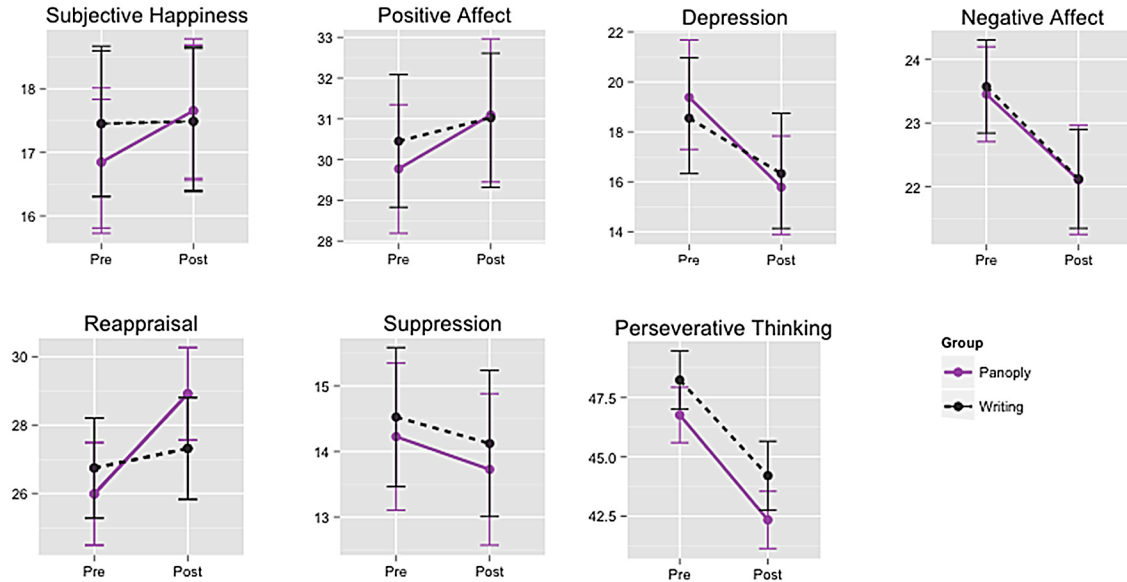 Subjective Happiness
18
17
16
Pre Post
Positive Affect
33
32
31
30
29
28
Pre Post
Depression
22
20
18
16
14
Pre Post
Negative Affect
24
23
22
Pre Post
Reappraisal
30
28
26
Pre Post
Suppression
15
14
13
Pre Post
Perseverative Thinking
47.5
45.0
42.5
Pre Post
Group
Panoply
Writing